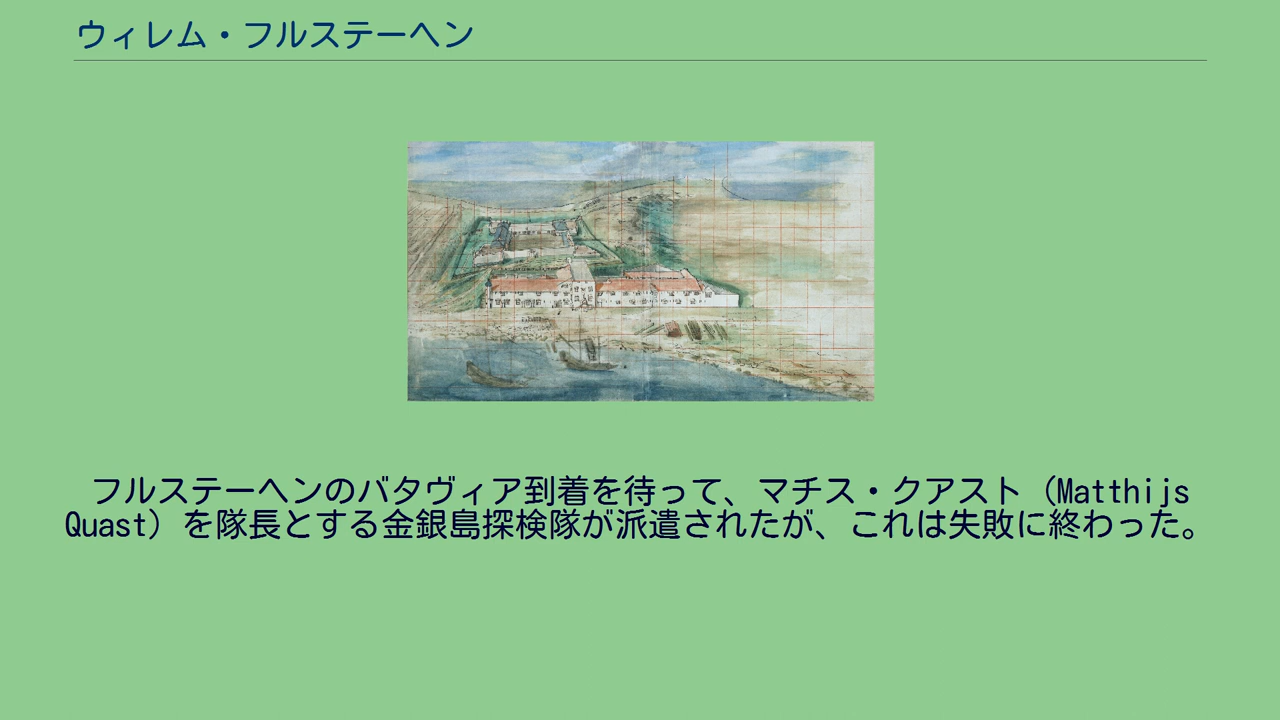 ウィレム・フルステーヘン
フルステーヘンのバタヴィア到着を待って、マチス・クアスト（Matthijs
Quast）を隊長とする金銀島探検隊が派遣されたが、これは失敗に終わった。